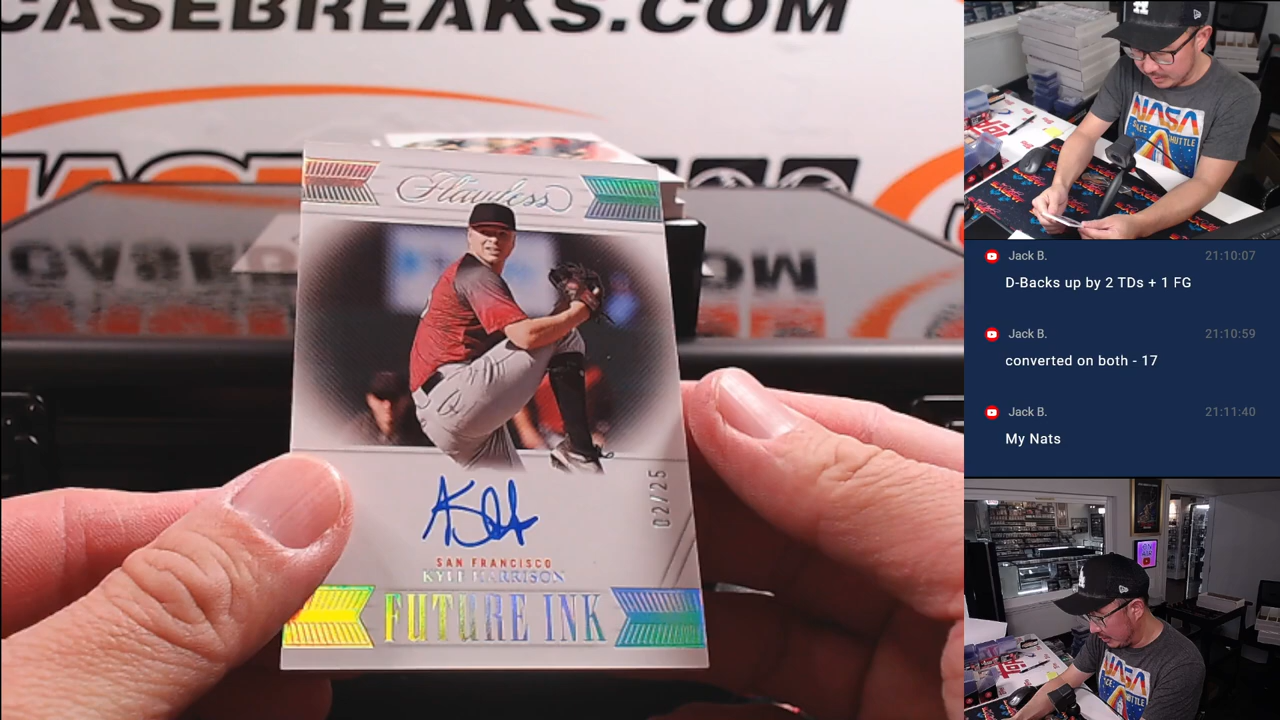 CASEBREAKS.COM
Flawless
02/25
SAN FRANCISCO
KYLE HARRISON
FUTURE INK
NASA
Jack B.
21:10:07
D-Backs up by 2 TDs + 1 FG
Jack B.
21:10:59
converted on both - 17
Jack B.
21:11:40
My Nats
NASA